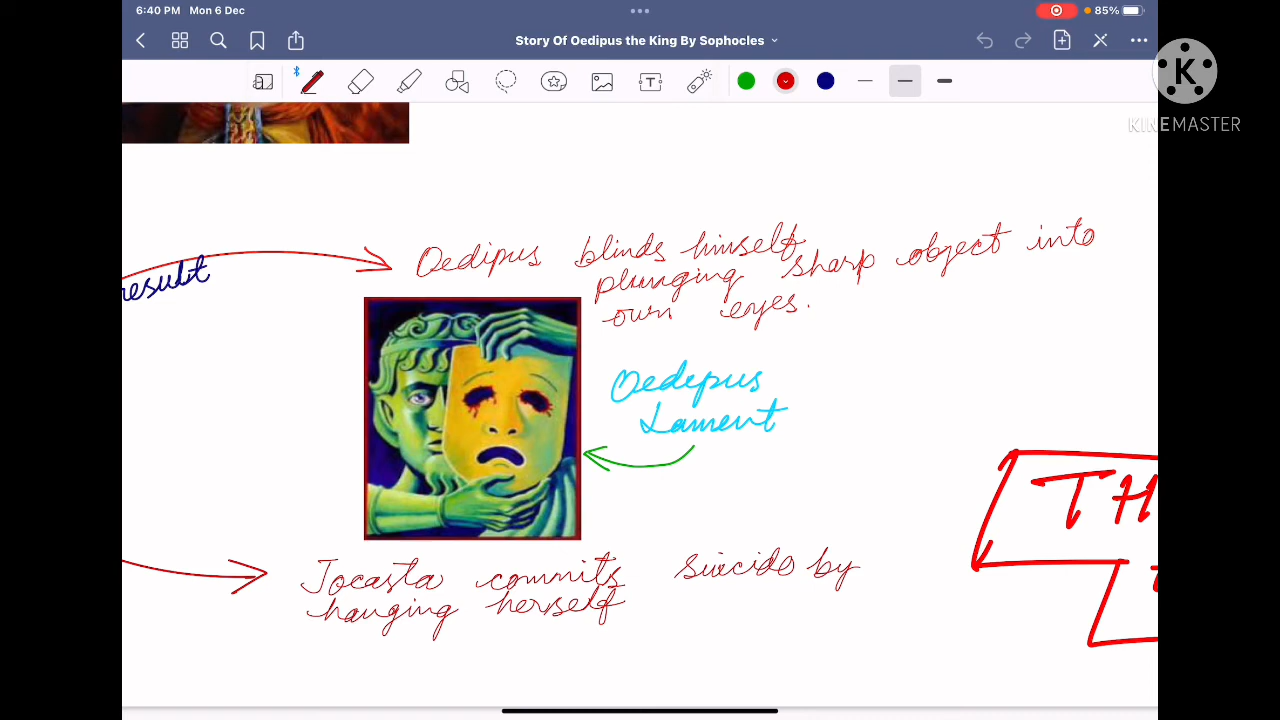 6:40 PM Mon 6 Dec
85%
Story Of Oedipus the King By Sophocles
K
KINEMASTER
Oedipus blinds himself
plunging sharp object into
own eyes.
result
Oedepus
Lament
TH
Jocasta commits suicide by
hanging herself